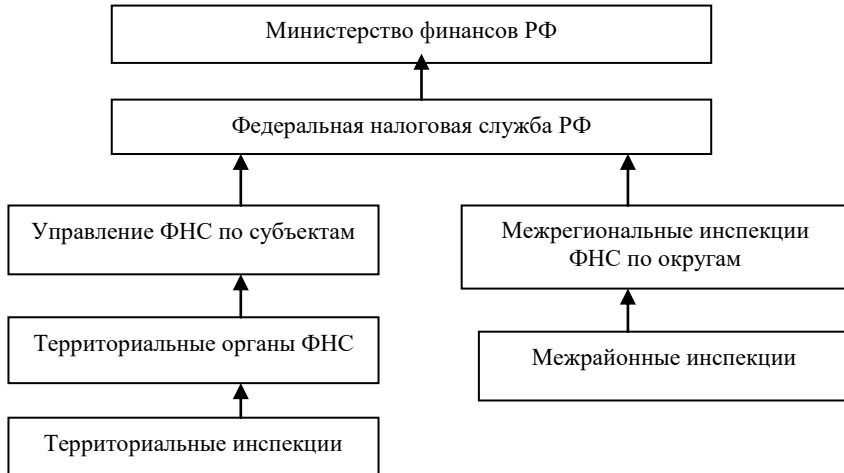 Министерство финансов РФ
Федеральная налоговая служба РФ
Управление ФНС по субъектам
Межрегиональные инспекции
ФНС по округам
Территориальные органы ФНС
Межрайонные инспекции
Территориальные инспекции